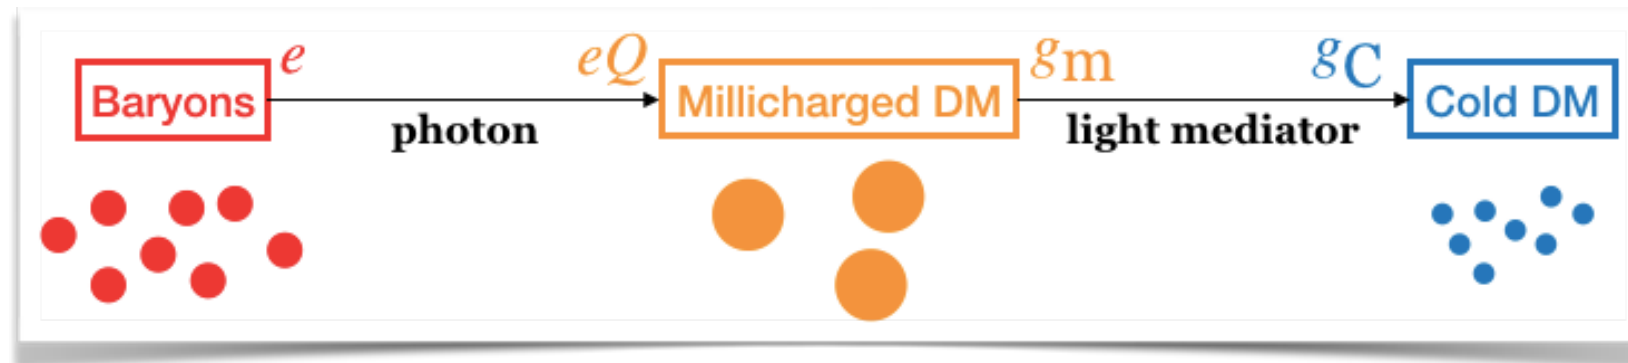 Baryons e eQ Millicharged DM gm gC Cold DM
photon light mediator